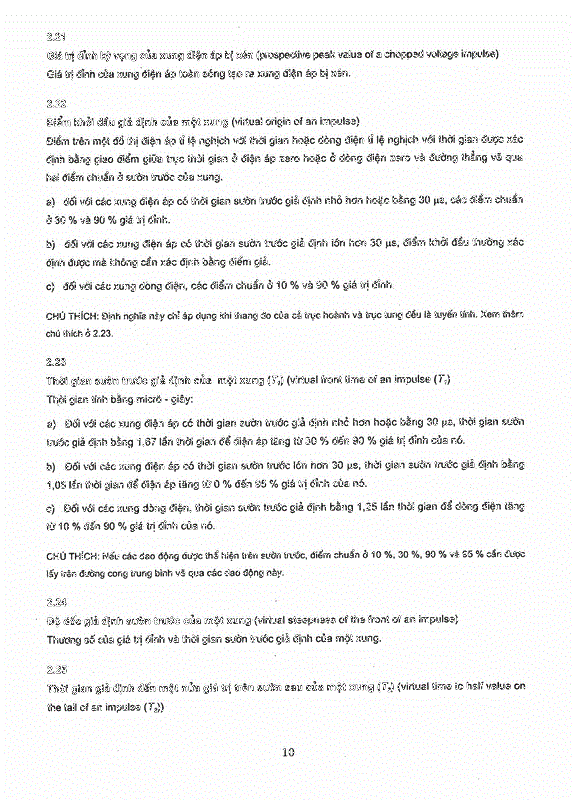 2.21
Giá trị đỉnh kỳ vọng của xung điện áp bị xén (prospective peak value of a chopped voltage impulse)
Giá trị đỉnh của xung điện áp toàn sóng tạo ra xung điện áp bị xén.
2.22
Điểm khởi đầu giả định của một xung (virtual origin of an impulse)
Điểm trên một đồ thị điện áp tỉ lệ nghịch với thời gian hoặc dòng điện tỉ lệ nghịch với thời gian được xác
định bằng giao điểm giữa trục thời gian ở điện áp zero hoặc ở dòng điện zero và đường thẳng vẽ qua
hai điểm chuẩn ở sườn trước của xung.
a) đối với các xung điện áp có thời gian sườn trước giả định nhỏ hơn hoặc bằng 30 µs, các điểm chuẩn
ở 30 % và 90 % giá trị đỉnh.
b) đối với các xung điện áp có thời gian sườn trước giả định lớn hơn 30 µs, điểm khởi đầu thường xác
định được mà không cần xác định bằng điểm giả.
c) đối với các xung dòng điện, các điểm chuẩn ở 10 % và 90 % giá trị đỉnh
CHÚ THÍCH: Định nghĩa này chỉ áp dụng khi thang đo của cả trục hoành và trục tung đều là tuyến tính. Xem thêm
chú thích ở 2.23.
2.23
Thời gian sườn trước giả định của một xung (T₁) (virtual front time of an impulse (T₁)
Thời gian tính bằng micrô - giây:
a) Đối với các xung điện áp có thời gian sườn trước giả định nhỏ hơn hoặc bằng 30 µs, thời gian sườn
trước giả định bằng 1,67 lần thời gian để điện áp tăng từ 30 % đến 90 % giá trị đỉnh của nó.
b) Đối với các xung điện áp có thời gian sườn trước lớn hơn 30 µs, thời gian sườn trước giả định bằng
1,05 lần thời gian để điện áp tăng từ 0 % đến 95 % giá trị đỉnh của nó.
c) Đối với các xung dòng điện, thời gian sườn trước giả định bằng 1,25 lần thời gian để dòng điện tăng
từ 10 % đến 90 % giá trị đỉnh của nó.
CHÚ THÍCH: Nếu các dao động được thể hiện trên sườn trước, điểm chuẩn ở 10 %, 30 %, 90 % và 95 % cần được
lấy trên đường cong trung bình vẽ qua các dao động này.
2.24
Độ dốc giả định sườn trước của một xung (virtual steepness of the front of an impulse)
Thương số của giá trị đỉnh và thời gian sườn trước giả định của một xung.
2.25
Thời gian giả định đến một nửa giá trị trên sườn sau của một xung (T₂) (virtual time to half value on
the tail of an impulse (T₂))
10